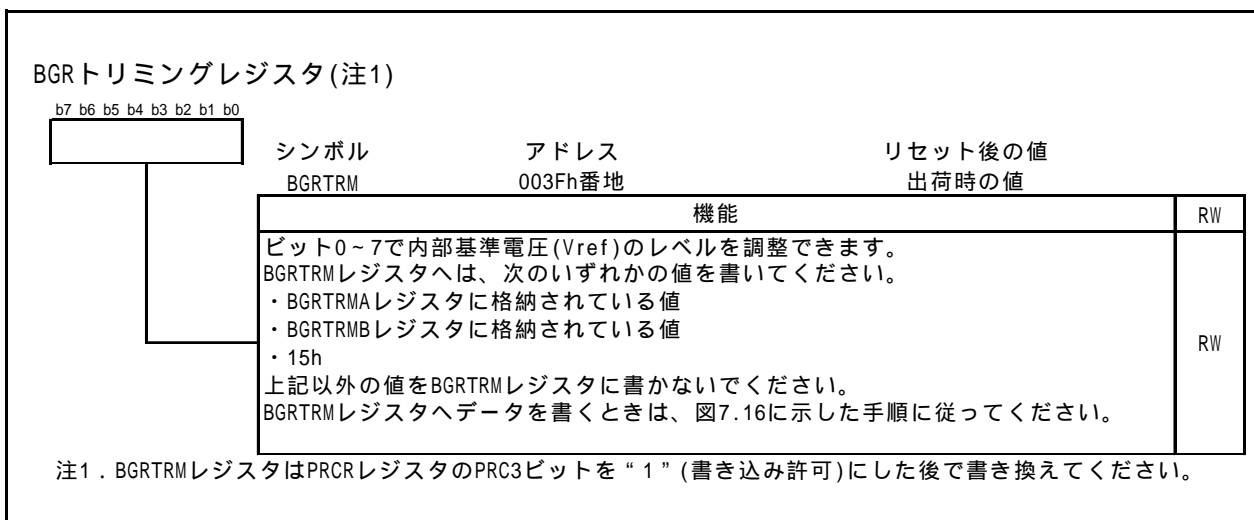 BGRトリミングレジスタ(注1)
b7 b6 b5 b4 b3 b2 b1 b0
シンボル アドレス リセット後の値
BGRTRM 003Fh番地 出荷時の値
機能 RW
ビット0~7で内部基準電圧(Vref)のレベルを調整できます。
BGRTRMレジスタへは、次のいずれかの値を書いてください。
・BGRTRMAレジスタに格納されている値
・BGRTRMBレジスタに格納されている値
・15h
上記以外の値をBGRTRMレジスタに書かないでください。
BGRTRMレジスタへデータを書くときは、図7.16に示した手順に従ってください。
RW
注1.BGRTRMレジスタはPRCRレジスタのPRC3ビットを“1”(書き込み許可)にした後で書き換えてください。